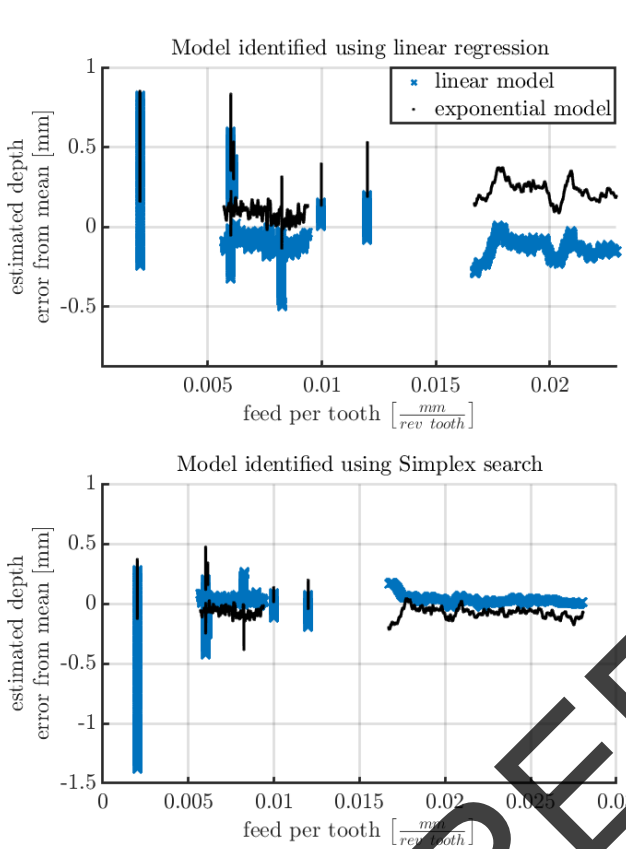 Model identified using linear regression
1
linear model
exponential model
0.5
0
-0.5
estimated depth
error from mean [mm]
0.005 0.01 0.015 0.02
feed per tooth [mm/rev tooth]
Model identified using Simplex search
1
0.5
0
-0.5
-1
-1.5
estimated depth
error from mean [mm]
0 0.005 0.01 0.015 0.02 0.025
feed per tooth [mm/rev tooth]